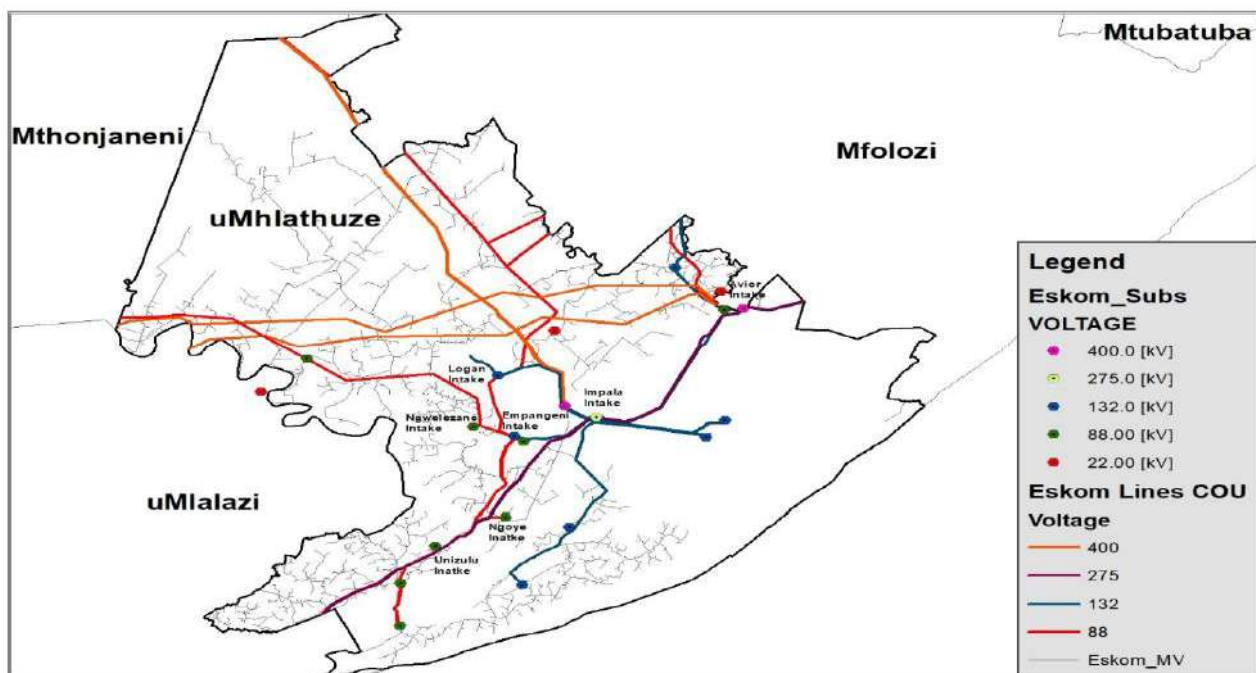 Mtubatuba
Mthonjaneni
Mfolozi
uMhlathuze
Avior
Intake
Logan
Intake
Impala
Intake
Ngwelezane
Intake
Empangeni
Intake
uMlalazi
Ngoye
Inatke
Unizulu
Inatke
Legend
Eskom_Subs
VOLTAGE
400.0 [kV]
275.0 [kV]
132.0 [kV]
88.00 [kV]
22.00 [kV]
Eskom Lines COU
Voltage
400
275
132
88
Eskom_MV